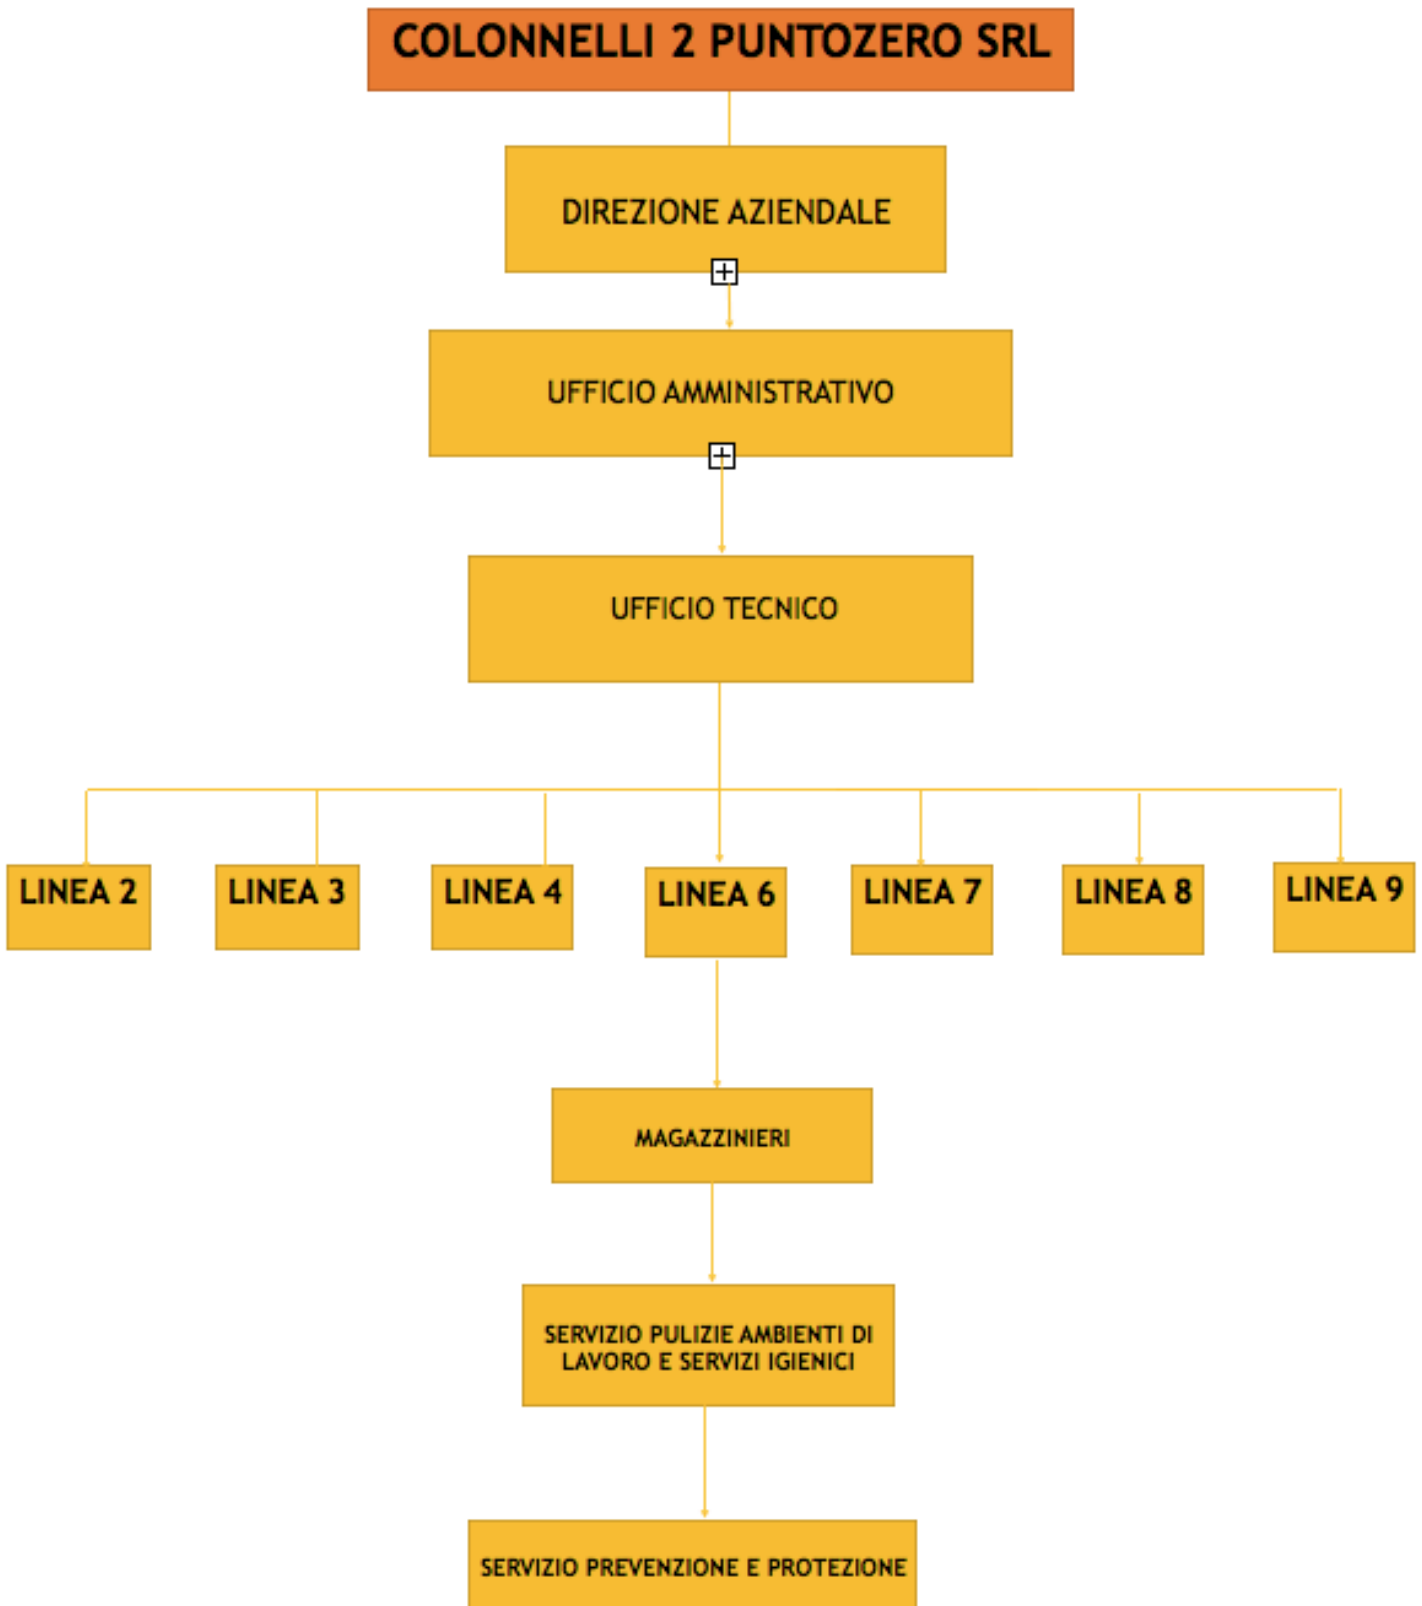 COLONNELLI 2 PUNTOZERO SRL
DIREZIONE AZIENDALE
UFFICIO AMMINISTRATIVO
UFFICIO TECNICO
LINEA 2
LINEA 3
LINEA 4
LINEA 6
LINEA 7
LINEA 8
LINEA 9
MAGAZZINIERI
SERVIZIO PULIZIE AMBIENTI DI
LAVORO E SERVIZI IGIENICI
SERVIZIO PREVENZIONE E PROTEZIONE